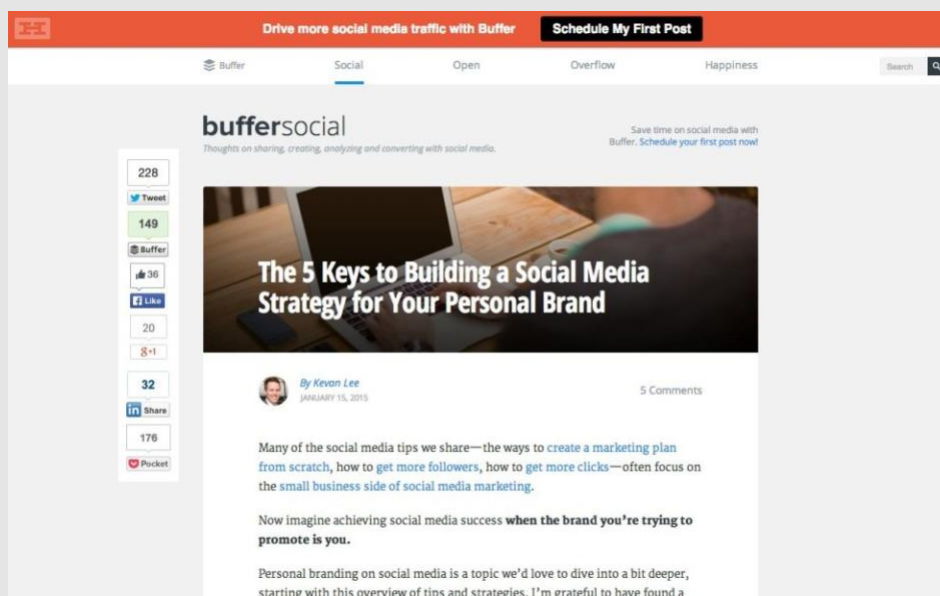 Drive more social media traffic with Buffer
Schedule My First Post
Buffer
Social
Open
Overflow
Happiness
Search
buffersocial
Thoughts on sharing, creating, analyzing and converting with social media.
Save time on social media with
Buffer. Schedule your first post now!
228
Tweet
149
Buffer
36
Like
20
g+1
32
in Share
176
Pocket
The 5 Keys to Building a Social Media
Strategy for Your Personal Brand
By Kevan Lee
JANUARY 15, 2015
5 Comments
Many of the social media tips we share—the ways to create a marketing plan
from scratch, how to get more followers, how to get more clicks—often focus on
the small business side of social media marketing.
Now imagine achieving social media success when the brand you're trying to
promote is you.
Personal branding on social media is a topic we'd love to dive into a bit deeper,
starting with this overview of tips and strategies. I'm grateful to have found a